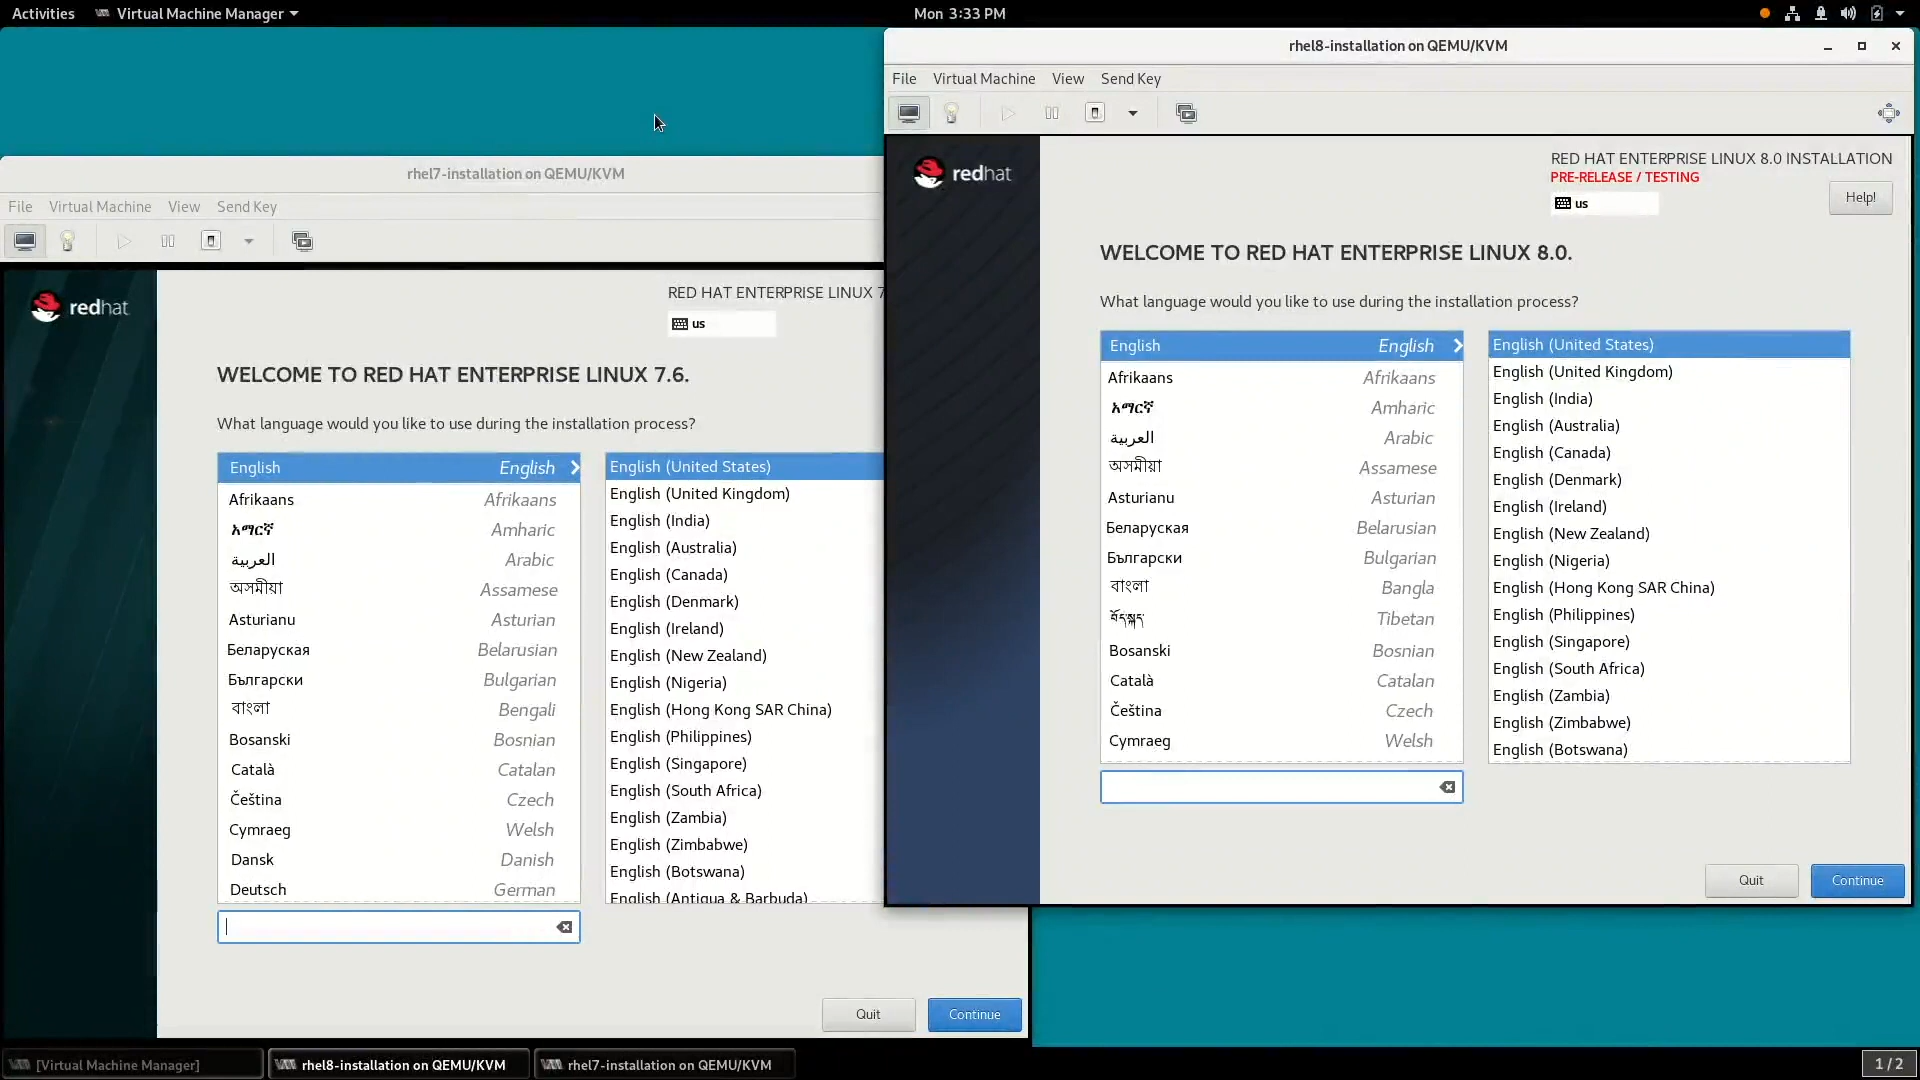 Activities Virtual Machine Manager Mon 3:33 PM
rhel7-installation on QEMU/KVM
File Virtual Machine View Send Key
redhat
RED HAT ENTERPRISE LINUX 7
us
WELCOME TO RED HAT ENTERPRISE LINUX 7.6.
What language would you like to use during the installation process?
English English
Afrikaans Afrikaans
አማርኛ Amharic
العربية Arabic
অসমীয়া Assamese
Asturianu Asturian
Беларуская Belarusian
Български Bulgarian
বাংলা Bengali
Bosanski Bosnian
Català Catalan
Čeština Czech
Cymraeg Welsh
Dansk Danish
Deutsch German
English (United States)
English (United Kingdom)
English (India)
English (Australia)
English (Canada)
English (Denmark)
English (Ireland)
English (New Zealand)
English (Nigeria)
English (Hong Kong SAR China)
English (Philippines)
English (Singapore)
English (South Africa)
English (Zambia)
English (Zimbabwe)
English (Botswana)
English (Antigua & Barbuda)
Quit Continue
rhel8-installation on QEMU/KVM
File Virtual Machine View Send Key
redhat
RED HAT ENTERPRISE LINUX 8.0 INSTALLATION
PRE-RELEASE / TESTING
us
Help!
WELCOME TO RED HAT ENTERPRISE LINUX 8.0.
What language would you like to use during the installation process?
English English
Afrikaans Afrikaans
አማርኛ Amharic
العربية Arabic
অসমীয়া Assamese
Asturianu Asturian
Беларуская Belarusian
Български Bulgarian
বাংলা Bangla
བོད་སྐད་ Tibetan
Bosanski Bosnian
Català Catalan
Čeština Czech
Cymraeg Welsh
English (United States)
English (United Kingdom)
English (India)
English (Australia)
English (Canada)
English (Denmark)
English (Ireland)
English (New Zealand)
English (Nigeria)
English (Hong Kong SAR China)
English (Philippines)
English (Singapore)
English (South Africa)
English (Zambia)
English (Zimbabwe)
English (Botswana)
Quit Continue
[Virtual Machine Manager] rhel8-installation on QEMU/KVM rhel7-installation on QEMU/KVM 1 / 2